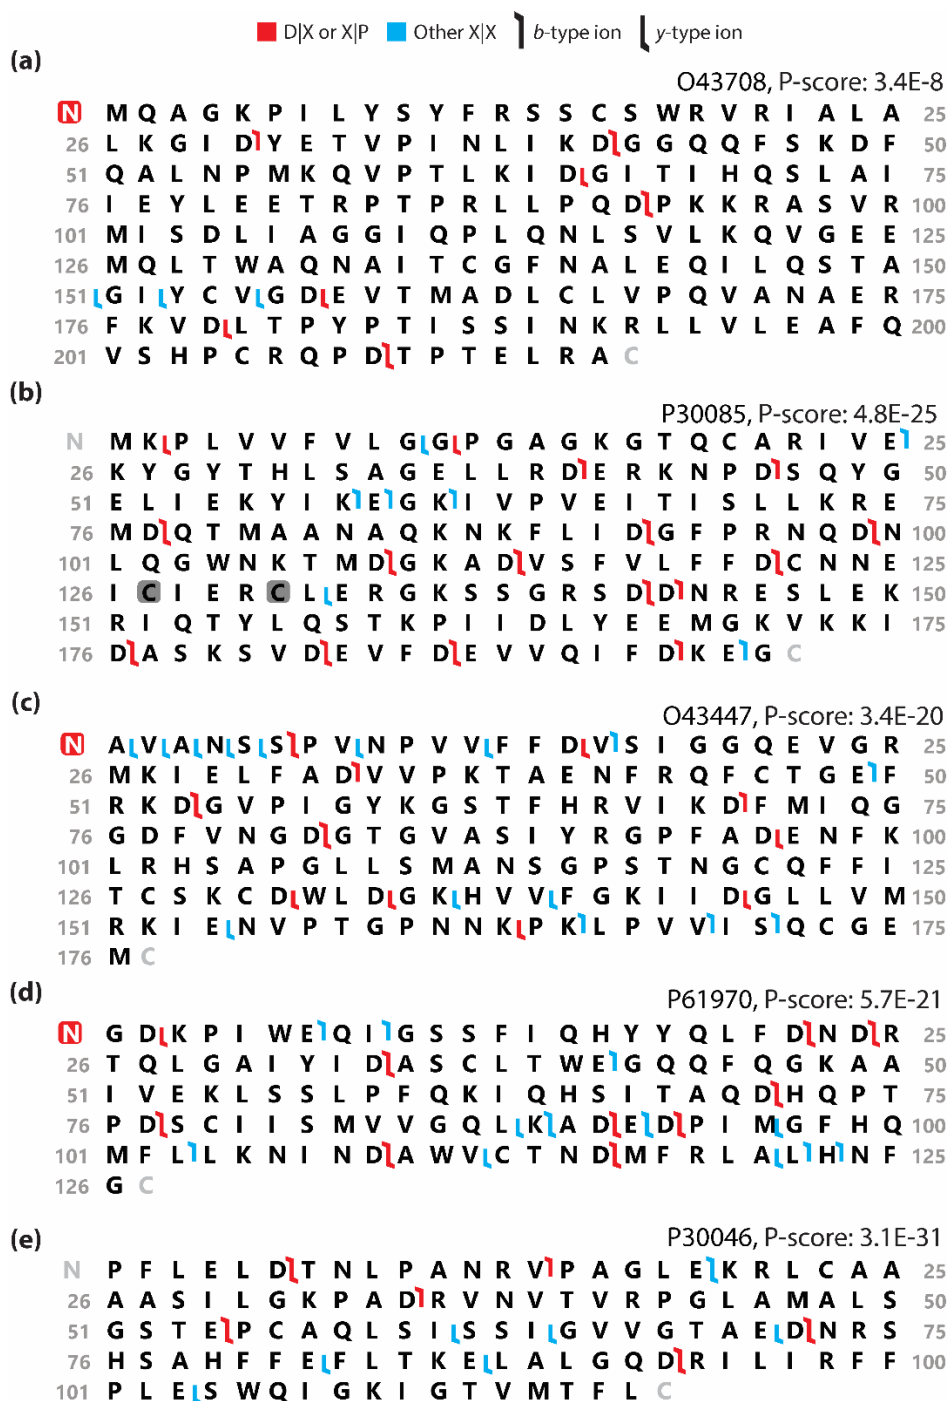 D|X or X|P Other X|X b-type ion y-type ion
(a)
O43708, P-score: 3.4E-8
N M Q A G K P I L Y S Y F R S S C S W R V R I A L A 25
26 L K G I D Y E T V P I N L I K D G G Q Q F S K D F 50
51 Q A L N P M K Q V P T L K I D G I T I H Q S L A I 75
76 I E Y L E E T R P T P R L L P Q D P K K R A S V R 100
101 M I S D L I A G G I Q P L Q N L S V L K Q V G E E 125
126 M Q L T W A Q N A I T C G F N A L E Q I L Q S T A 150
151 G I L Y C V G D E V T M A D L C L V P Q V A N A E R 175
176 F K V D L T P Y P T I S S I N K R L L V L E A F Q 200
201 V S H P C R Q P D T P T E L R A C
(b)
P30085, P-score: 4.8E-25
N M K P L V V F V L G G P G A G K G T Q C A R I V E 25
26 K Y G Y T H L S A G E L L R D E R K N P D S Q Y G 50
51 E L I E K Y I K E G K I V P V E I T I S L L K R E 75
76 M D Q T M A A N A Q K N K F L I D G F P R N Q D N 100
101 L Q G W N K T M D G K A D V S F V L F F D C N N E 125
126 I C I E R C L E R G K S S G R S D D N R E S L E K 150
151 R I Q T Y L Q S T K P I I D L Y E E M G K V K K I 175
176 D A S K S V D E V F D E V V Q I F D K E G C
(c)
O43447, P-score: 3.4E-20
N A V A N S S P V N P V V F F D V S I G G Q E V G R 25
26 M K I E L F A D V V P K T A E N F R Q F C T G E F 50
51 R K D G V P I G Y K G S T F H R V I K D F M I Q G 75
76 G D F V N G D G T G V A S I Y R G P F A D E N F K 100
101 L R H S A P G L L S M A N S G P S T N G C Q F F I 125
126 T C S K C D W L D G K H V V F G K I I D G L L V M 150
151 R K I E N V P T G P N N K P K L P V V I S Q C G E 175
176 M C
(d)
P61970, P-score: 5.7E-21
N G D K P I W E Q I G S S F I Q H Y Y Q L F D N D R 25
26 T Q L G A I Y I D A S C L T W E G Q Q F Q G K A A 50
51 I V E K L S S L P F Q K I Q H S I T A Q D H Q P T 75
76 P D S C I I S M V V G Q L K A D E D P I M G F H Q 100
101 M F L L K N I N D A W V C T N D M F R L A L H N F 125
126 G C
(e)
P30046, P-score: 3.1E-31
N P F L E L D T N L P A N R V P A G L E K R L C A A 25
26 A A S I L G K P A D R V N V T V R P G L A M A L S 50
51 G S T E P C A Q L S I S S I G V V G T A E D N R S 75
76 H S A H F F E F L T K E L A L G Q D R I L I R F F 100
101 P L E S W Q I G K I G T V M T F L C